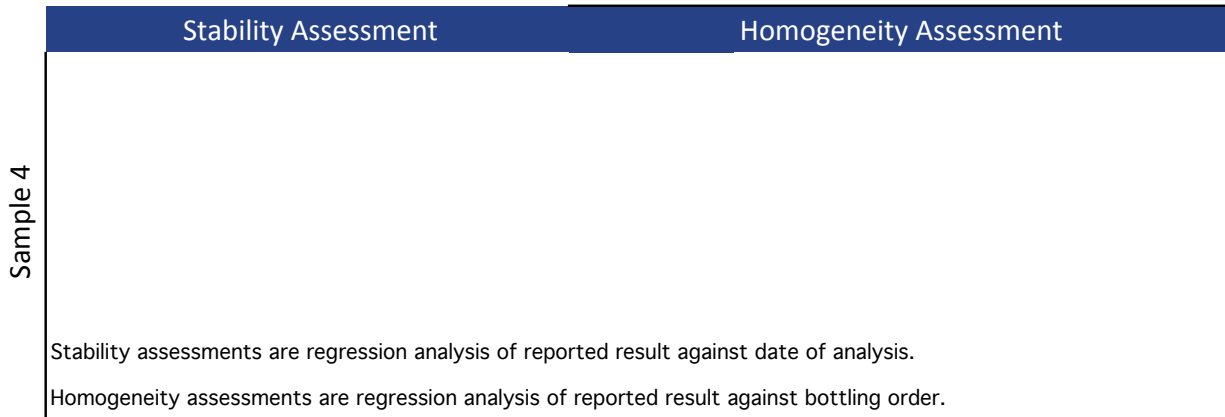 Stability Assessment
Homogeneity Assessment
Sample 4
Stability assessments are regression analysis of reported result against date of analysis.
Homogeneity assessments are regression analysis of reported result against bottling order.